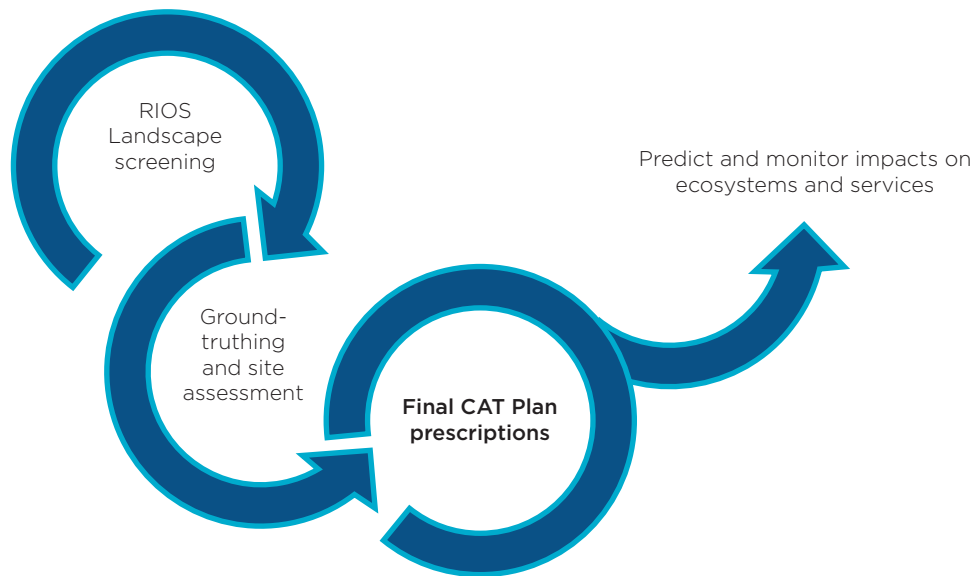 RIOS
Landscape
screening
Ground-
truthing
and site
assessment
Final CAT Plan
prescriptions
Predict and monitor impacts on
ecosystems and services